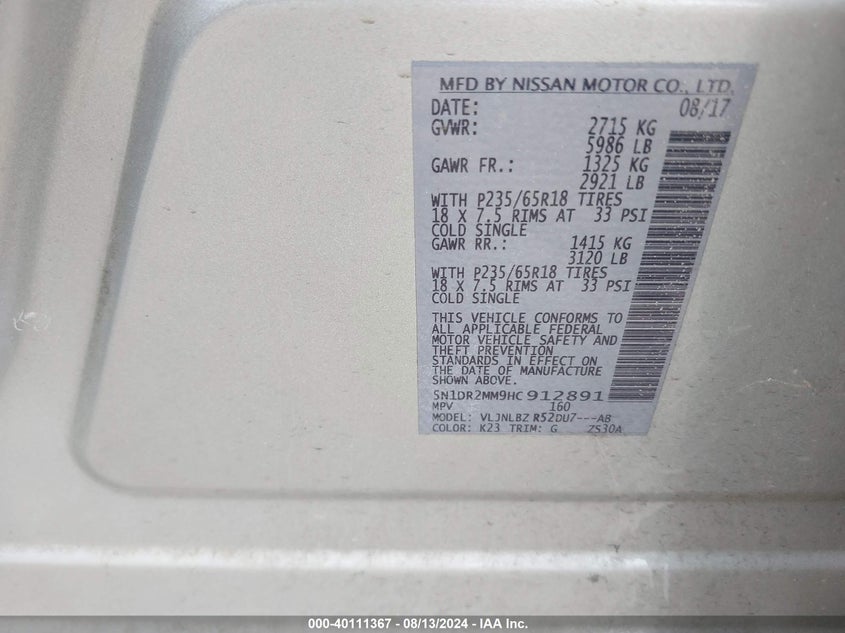 MFD BY NISSAN MOTOR CO., LTD.
DATE: 08/17
GVWR: 2715 KG
5986 LB
GAWR FR.: 1325 KG
2921 LB
WITH P235/65R18 TIRES
18 X 7.5 RIMS AT 33 PSI
COLD SINGLE
GAWR RR.: 1415 KG
3120 LB
WITH P235/65R18 TIRES
18 X 7.5 RIMS AT 33 PSI
COLD SINGLE
THIS VEHICLE CONFORMS TO
ALL APPLICABLE FEDERAL
MOTOR VEHICLE SAFETY AND
THEFT PREVENTION
STANDARDS IN EFFECT ON
THE DATE OF MANUFACTURE
SHOWN ABOVE.
5N1DR2MM9HC912891
MPV 160
MODEL: VLJNLBZ R52DU7---AB
COLOR: K23 TRIM: G ZS30A
000-40111367 - 08/13/2024 - IAA Inc.